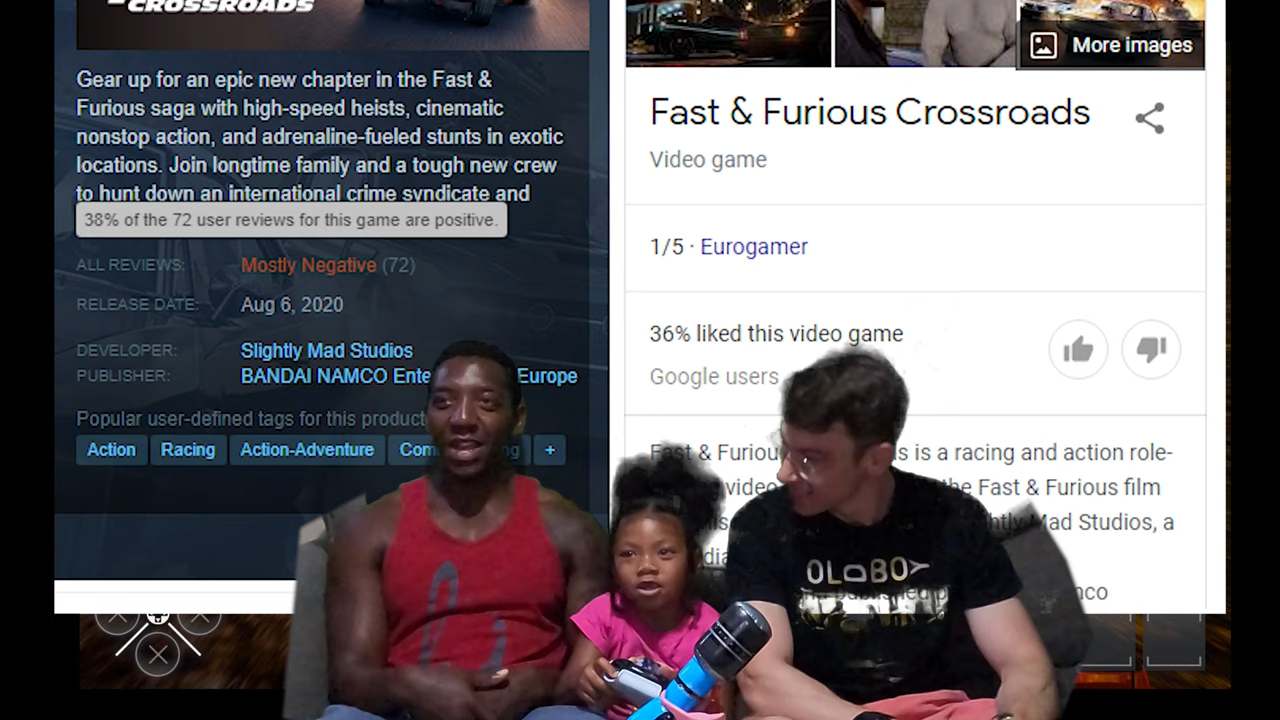 CROSSROADS
Gear up for an epic new chapter in the Fast &
Furious saga with high-speed heists, cinematic
nonstop action, and adrenaline-fueled stunts in exotic
locations. Join longtime family and a tough new crew
to hunt down an international crime syndicate and
38% of the 72 user reviews for this game are positive.
ALL REVIEWS: Mostly Negative (72)
RELEASE DATE: Aug 6, 2020
DEVELOPER: Slightly Mad Studios
PUBLISHER: BANDAI NAMCO Ente Europe
Popular user-defined tags for this product
Action Racing Action-Adventure Com +
More images
Fast & Furious Crossroads
Video game
1/5 · Eurogamer
36% liked this video game
Google users
Fast & Furiou s is a racing and action role-
video the Fast & Furious film
Mad Studios, a
OLDBOY